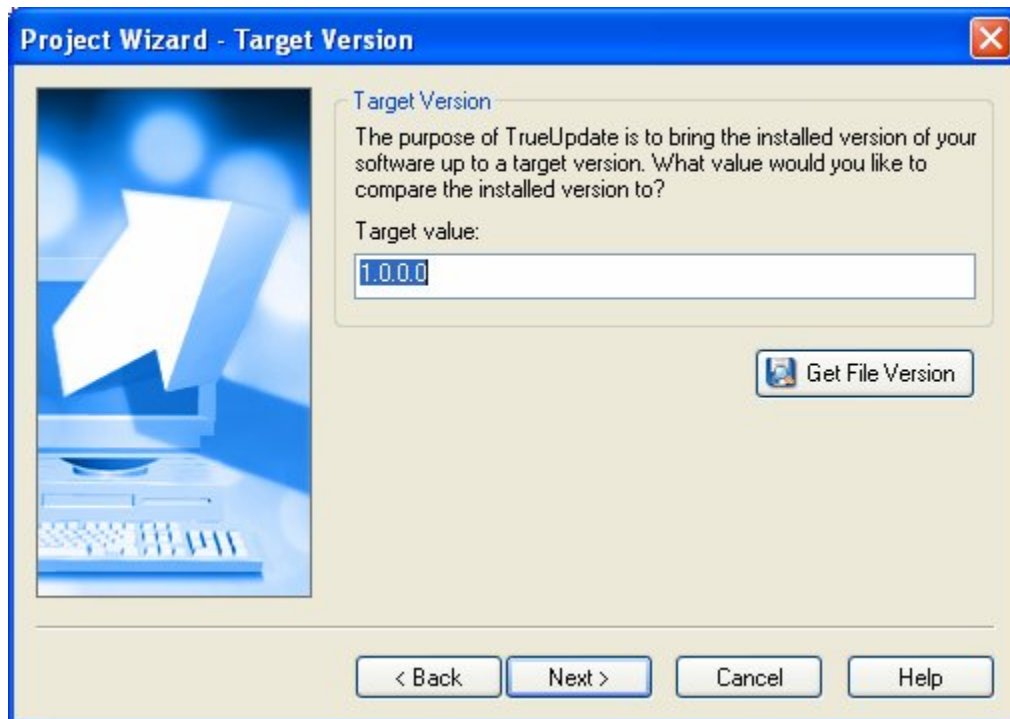 Project Wizard - Target Version
Target Version
The purpose of TrueUpdate is to bring the installed version of your
software up to a target version. What value would you like to
compare the installed version to?
Target value:
1.0.0.0
Get File Version
< Back Next > Cancel Help